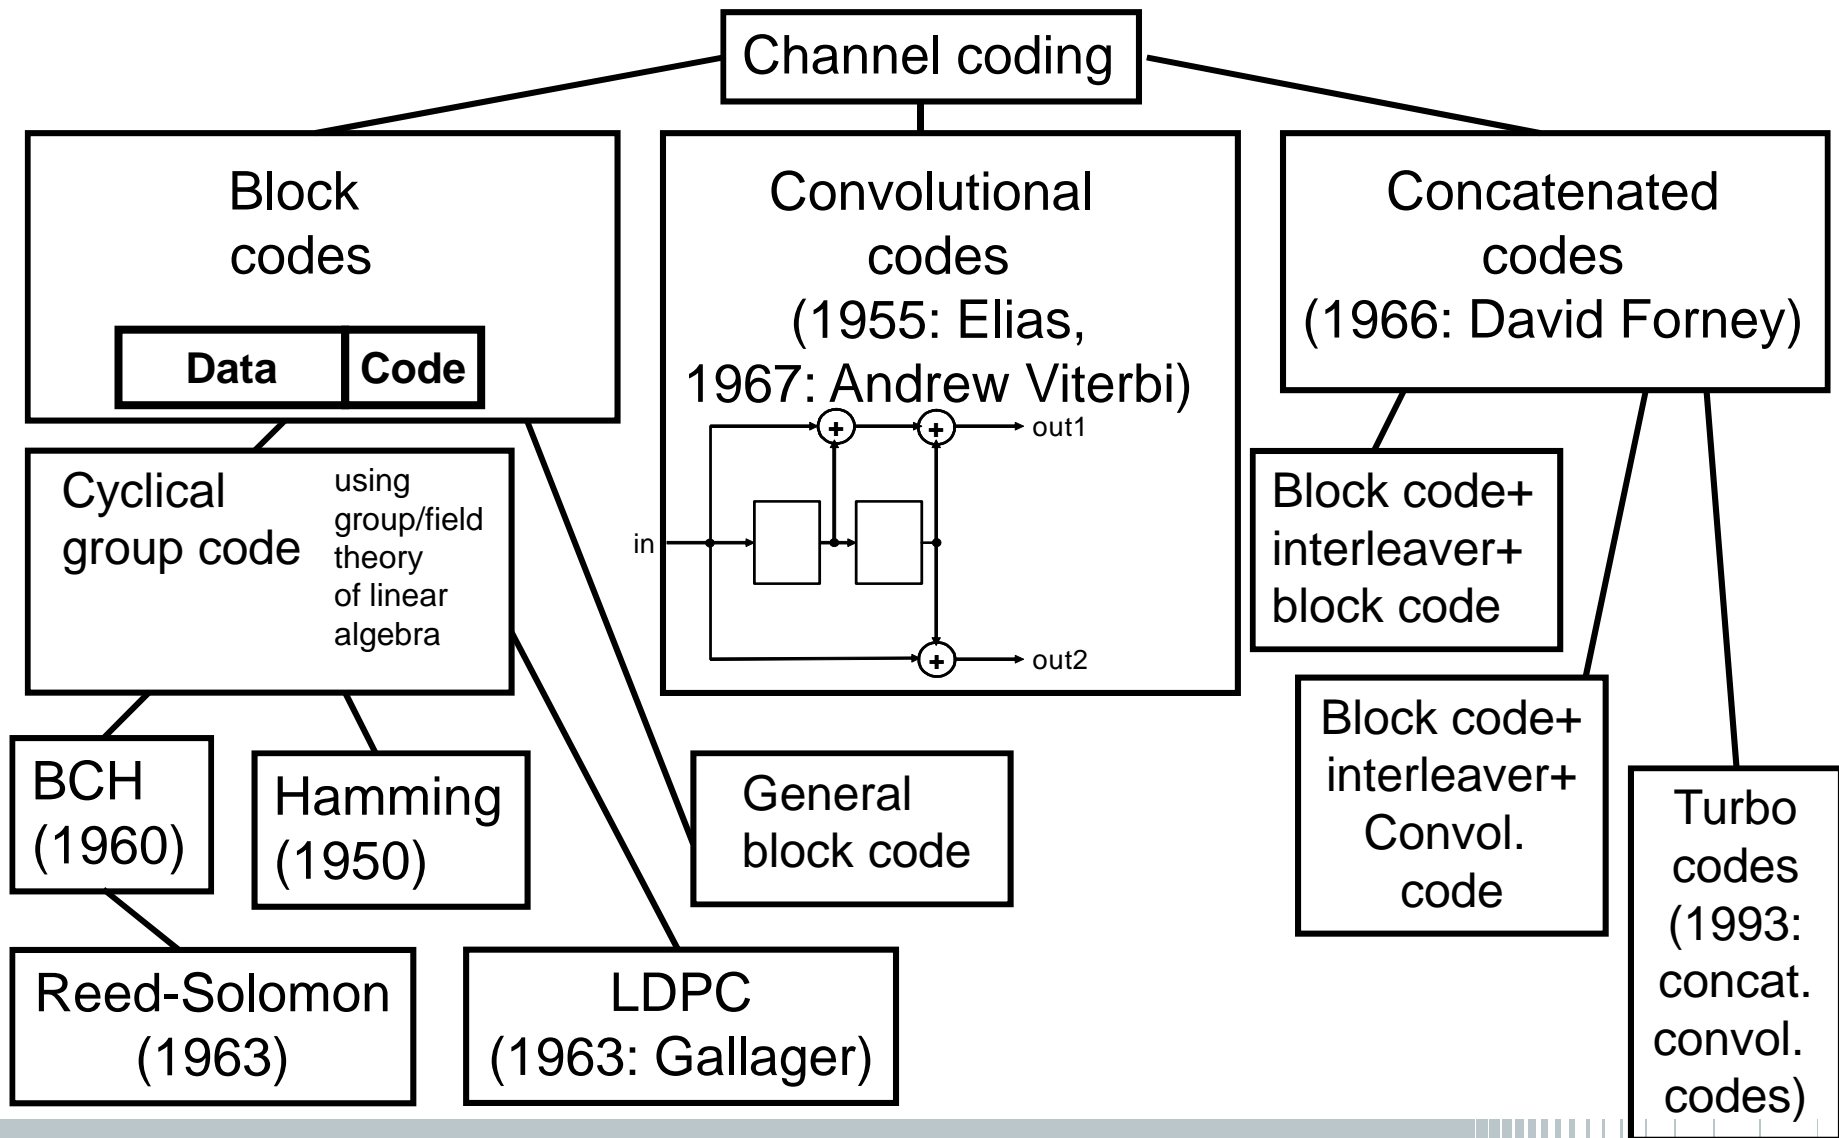 Channel coding
Block
codes
Data Code
Convolutional
codes
(1955: Elias,
1967: Andrew Viterbi)
+ + out1
in
+ out2
Concatenated
codes
(1966: David Forney)
Cyclical
group code
using
group/field
theory
of linear
algebra
Block code+
interleaver+
block code
Block code+
interleaver+
Convol.
code
BCH
(1960)
Hamming
(1950)
General
block code
Turbo
codes
(1993:
concat.
convol.
codes)
Reed-Solomon
(1963)
LDPC
(1963: Gallager)